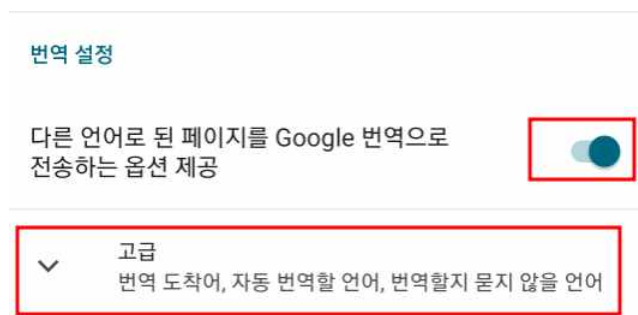 번역 설정
다른 언어로 된 페이지를 Google 번역으로
전송하는 옵션 제공
고급
번역 도착어, 자동 번역할 언어, 번역할지 묻지 않을 언어